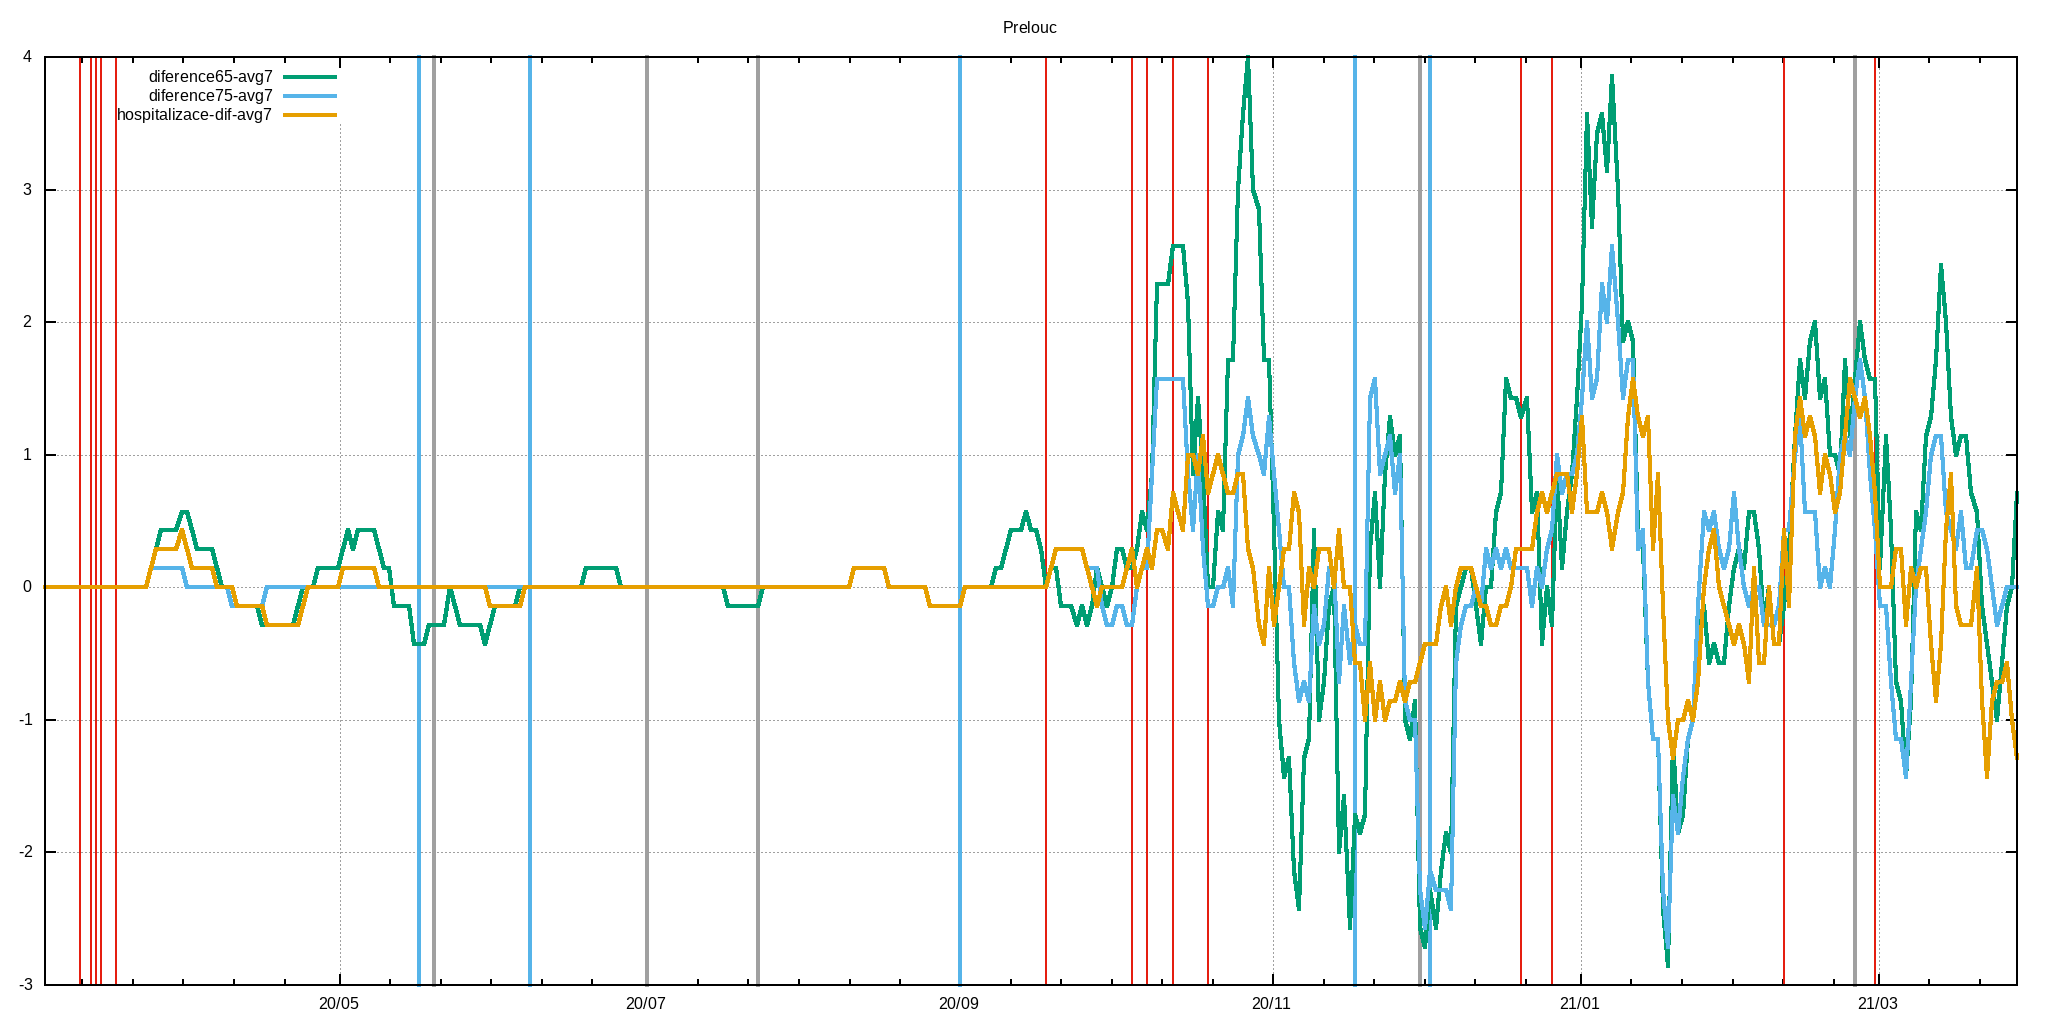 Prelouc
4
diference65-avg7
diference75-avg7
hospitalizace-dif-avg7
3
2
1
0
-1
-2
-3
20/05 20/07 20/09 20/11 21/01 21/03